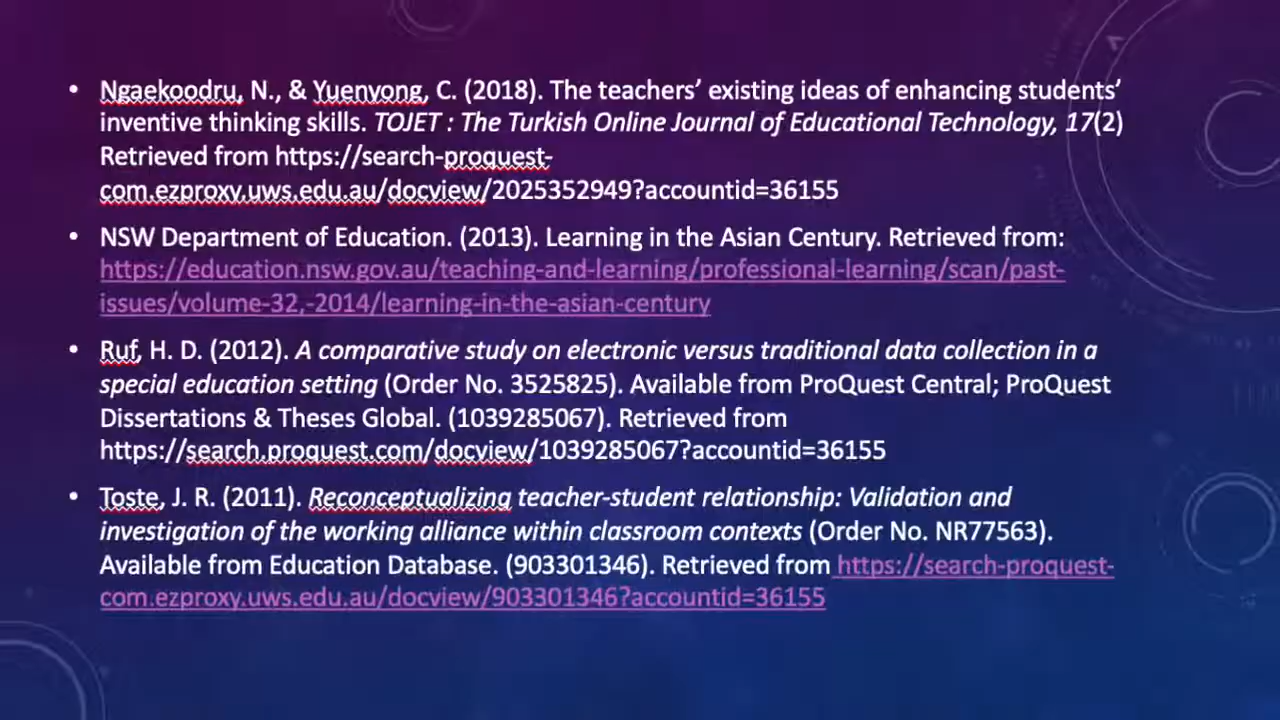 • Ngaekoodru, N., & Yuenyong, C. (2018). The teachers’ existing ideas of enhancing students’
inventive thinking skills. TOJET : The Turkish Online Journal of Educational Technology, 17(2)
Retrieved from https://search-proquest-
com.ezproxy.uws.edu.au/docview/2025352949?accountid=36155
• NSW Department of Education. (2013). Learning in the Asian Century. Retrieved from:
https://education.nsw.gov.au/teaching-and-learning/professional-learning/scan/past-
issues/volume-32,-2014/learning-in-the-asian-century
• Ruf, H. D. (2012). A comparative study on electronic versus traditional data collection in a
special education setting (Order No. 3525825). Available from ProQuest Central; ProQuest
Dissertations & Theses Global. (1039285067). Retrieved from
https://search.proquest.com/docview/1039285067?accountid=36155
• Toste, J. R. (2011). Reconceptualizing teacher-student relationship: Validation and
investigation of the working alliance within classroom contexts (Order No. NR77563).
Available from Education Database. (903301346). Retrieved from https://search-proquest-
com.ezproxy.uws.edu.au/docview/903301346?accountid=36155